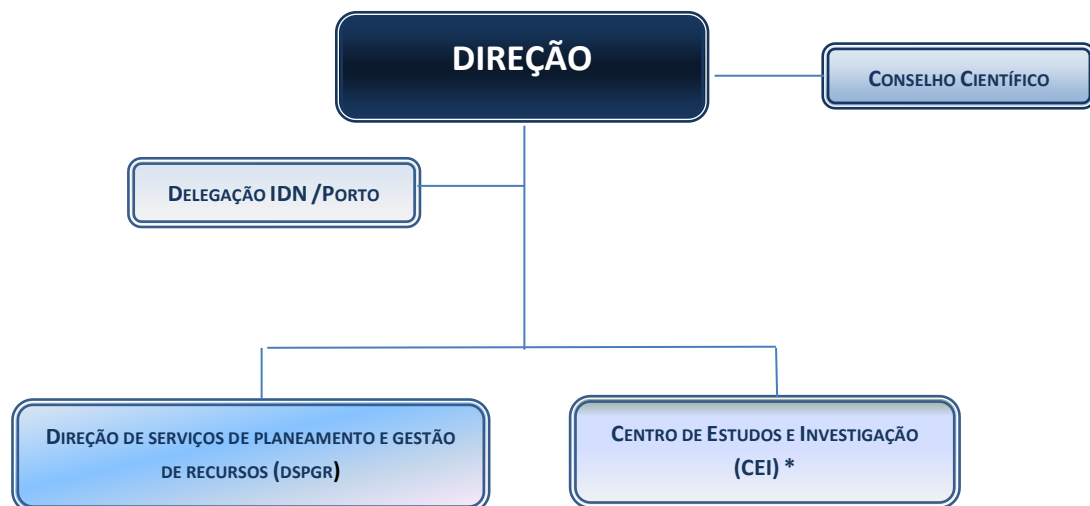 DIREÇÃO
CONSELHO CIENTÍFICO
DELEGAÇÃO IDN /PORTO
DIREÇÃO DE SERVIÇOS DE PLANEAMENTO E GESTÃO
DE RECURSOS (DSPGR)
CENTRO DE ESTUDOS E INVESTIGAÇÃO
(CEI) *